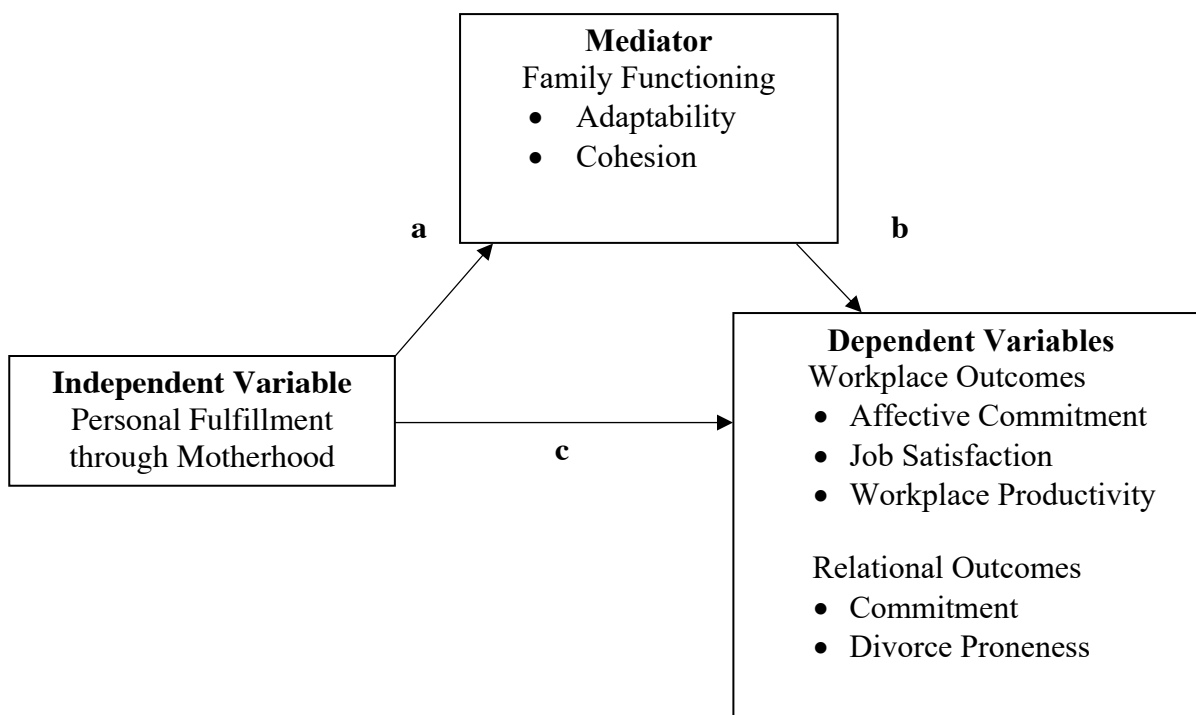 Mediator
Family Functioning
• Adaptability
• Cohesion
a
b
Independent Variable
Personal Fulfillment
through Motherhood
c
Dependent Variables
Workplace Outcomes
• Affective Commitment
• Job Satisfaction
• Workplace Productivity
Relational Outcomes
• Commitment
• Divorce Proneness